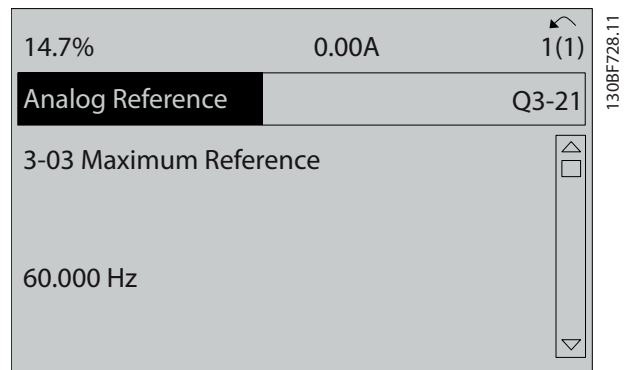 14.7% 0.00A 1(1)
Analog Reference Q3-21
3-03 Maximum Reference
60.000 Hz
130BF728.11